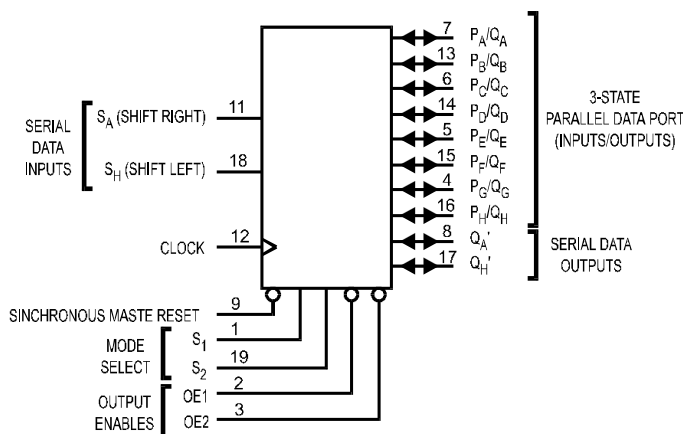 SERIAL
DATA
INPUTS
S_A (SHIFT RIGHT)
11
S_H (SHIFT LEFT)
18
CLOCK
12
SINCHRONOUS MASTE RESET
9
MODE
SELECT
S_1
1
S_2
19
OUTPUT
ENABLES
OE1
2
OE2
3
7
P_A/Q_A
13
P_B/Q_B
6
P_C/Q_C
14
P_D/Q_D
5
P_E/Q_E
15
P_F/Q_F
4
P_G/Q_G
16
P_H/Q_H
8
Q_A'
17
Q_H'
3-STATE
PARALLEL DATA PORT
(INPUTS/OUTPUTS)
SERIAL DATA
OUTPUTS